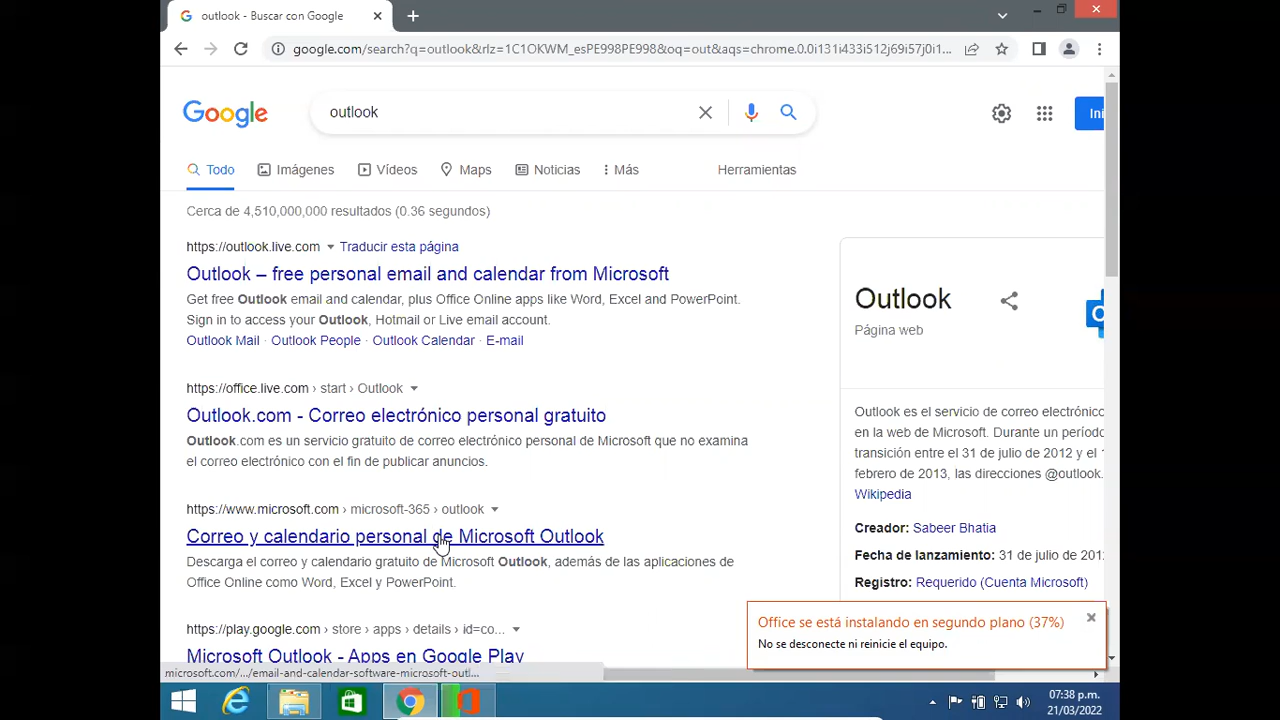 outlook - Buscar con Google
google.com/search?q=outlook&rlz=1C1OKWM_esPE998PE998&oq=out&aqs=chrome.0.0i131i433i512j69i57j0i1...
Google
outlook
Ini
Todo
Imágenes
Vídeos
Maps
Noticias
Más
Herramientas
Cerca de 4,510,000,000 resultados (0.36 segundos)
https://outlook.live.com Traducir esta página
Outlook – free personal email and calendar from Microsoft
Get free Outlook email and calendar, plus Office Online apps like Word, Excel and PowerPoint.
Sign in to access your Outlook, Hotmail or Live email account.
Outlook Mail · Outlook People · Outlook Calendar · E-mail
https://office.live.com › start › Outlook
Outlook.com - Correo electrónico personal gratuito
Outlook.com es un servicio gratuito de correo electrónico personal de Microsoft que no examina
el correo electrónico con el fin de publicar anuncios.
https://www.microsoft.com › microsoft-365 › outlook
Correo y calendario personal de Microsoft Outlook
Descarga el correo y calendario gratuito de Microsoft Outlook, además de las aplicaciones de
Office Online como Word, Excel y PowerPoint.
https://play.google.com › store › apps › details › id=co...
Microsoft Outlook - Apps en Google Play
microsoft.com/.../email-and-calendar-software-microsoft-outl...
Outlook
Página web
Outlook es el servicio de correo electrónico
en la web de Microsoft. Durante un período
transición entre el 31 de julio de 2012 y el
febrero de 2013, las direcciones @outlook.
Wikipedia
Creador: Sabeer Bhatia
Fecha de lanzamiento: 31 de julio de 2012
Registro: Requerido (Cuenta Microsoft)
Office se está instalando en segundo plano (37%)
No se desconecte ni reinicie el equipo.
07:38 p.m.
21/03/2022